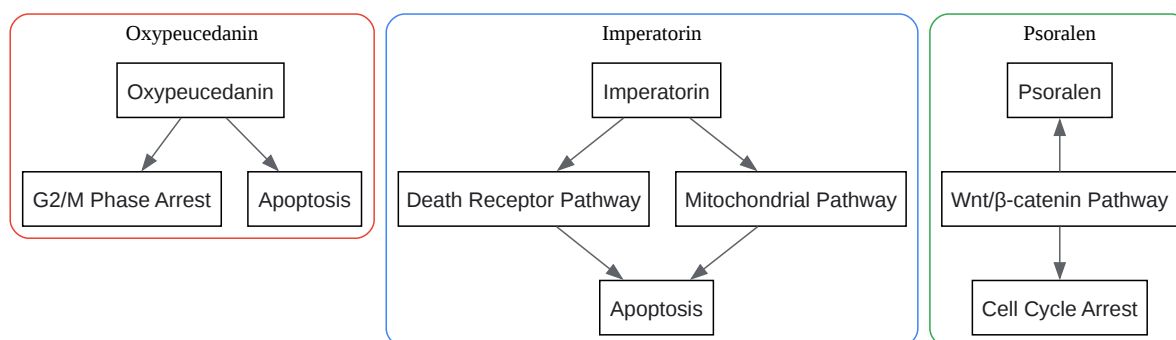 Oxypeucedanin
Oxypeucedanin
G2/M Phase Arrest
Apoptosis
Imperatorin
Imperatorin
Death Receptor Pathway
Mitochondrial Pathway
Apoptosis
Psoralen
Psoralen
Wnt/β-catenin Pathway
Cell Cycle Arrest